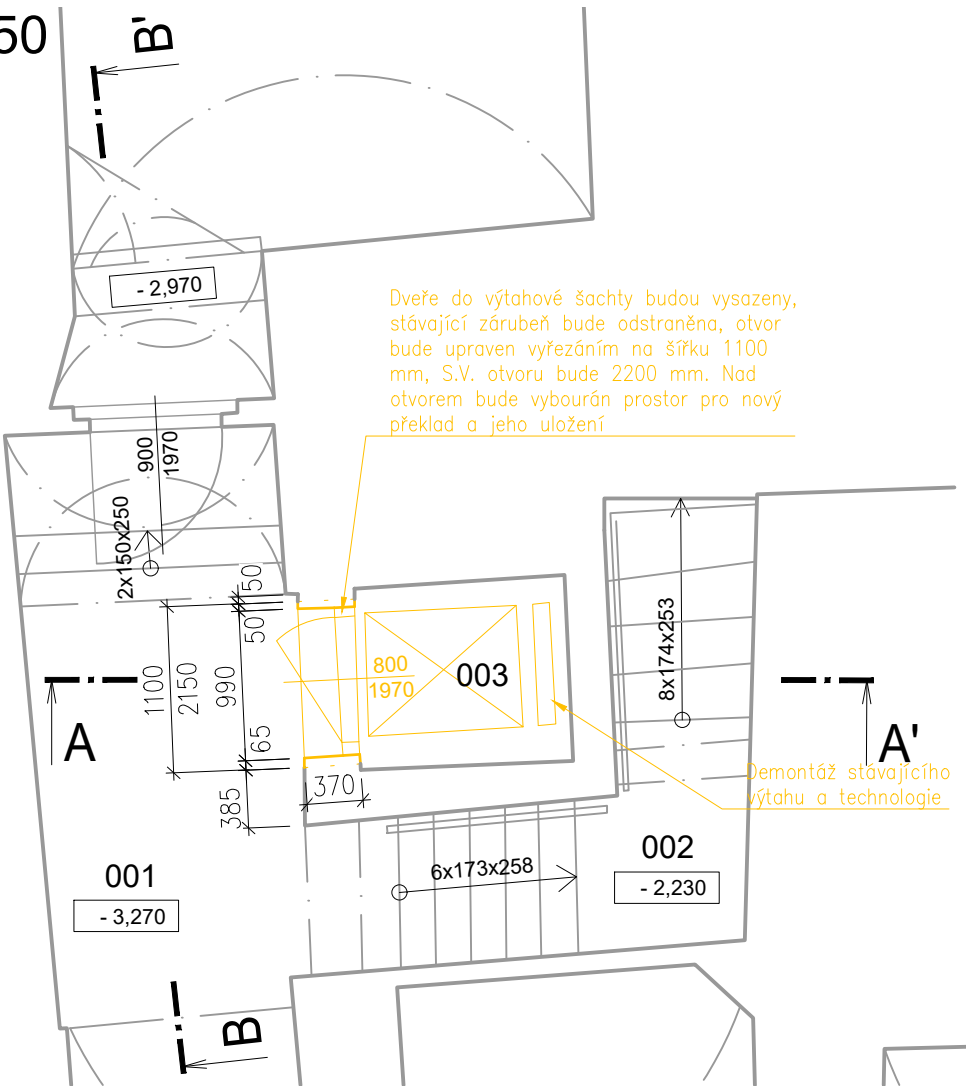 50
B'
- 2,970
Dveře do výtahové šachty budou vysazeny,
stávající zárubeň bude odstraněna, otvor
bude upraven vyřezáním na šířku 1100
mm, S.V. otvoru bude 2200 mm. Nad
otvorem bude vybourán prostor pro nový
překlad a jeho uložení
900
1970
2x150x250
50
50
1100
2150
990
65
385
370
800
1970
003
8x174x253
A
A'
Demontáž stávajícího
výtahu a technologie
6x173x258
002
- 2,230
001
- 3,270
B